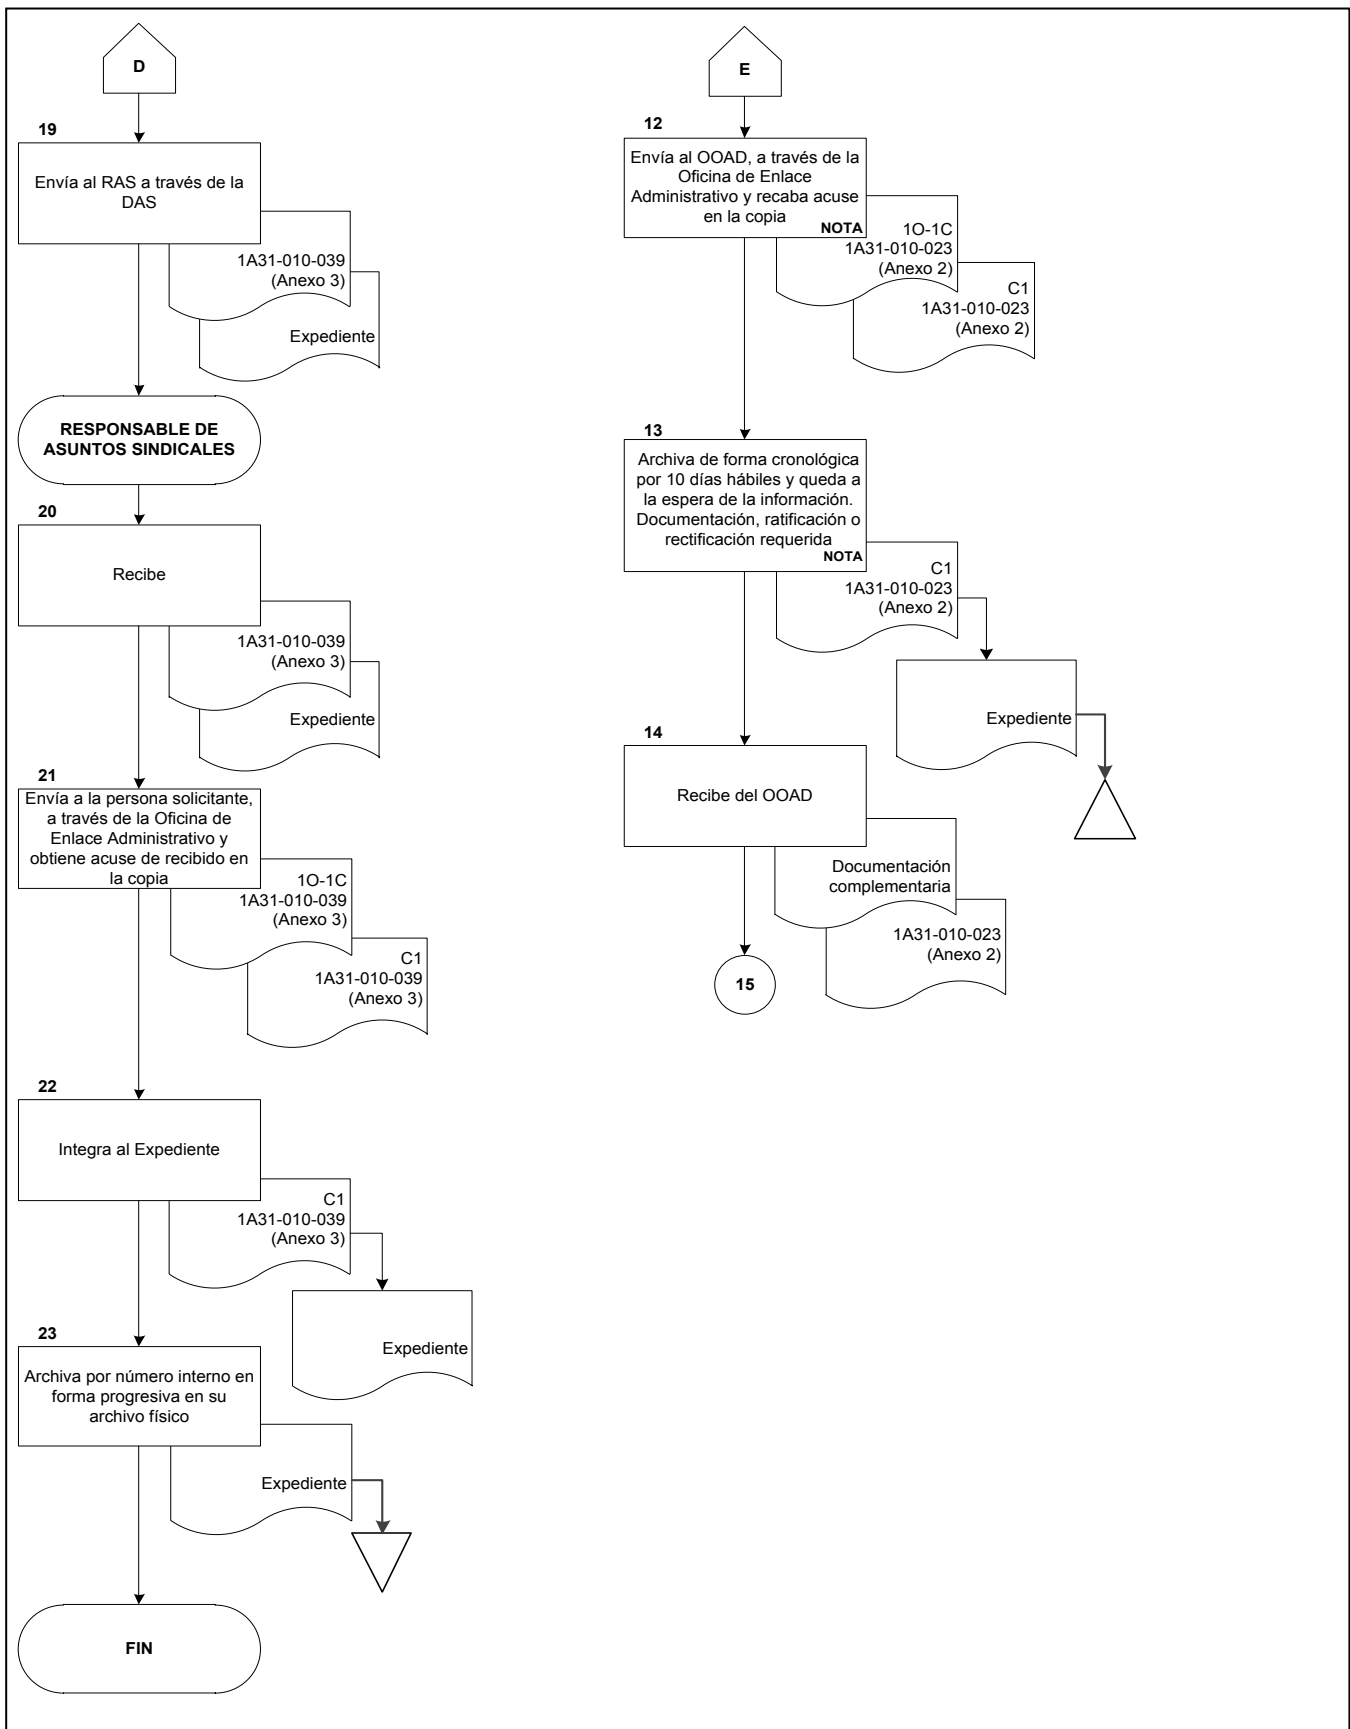 D
19
Envía al RAS a través de la
DAS
1A31-010-039
(Anexo 3)
Expediente
RESPONSABLE DE
ASUNTOS SINDICALES
20
Recibe
1A31-010-039
(Anexo 3)
Expediente
21
Envía a la persona solicitante,
a través de la Oficina de
Enlace Administrativo y
obtiene acuse de recibido en
la copia
1O-1C
1A31-010-039
(Anexo 3)
C1
1A31-010-039
(Anexo 3)
22
Integra al Expediente
C1
1A31-010-039
(Anexo 3)
Expediente
23
Archiva por número interno en
forma progresiva en su
archivo físico
Expediente
FIN
E
12
Envía al OOAD, a través de la
Oficina de Enlace
Administrativo y recaba acuse
en la copia
NOTA
1O-1C
1A31-010-023
(Anexo 2)
C1
1A31-010-023
(Anexo 2)
13
Archiva de forma cronológica
por 10 días hábiles y queda a
la espera de la información.
Documentación, ratificación o
rectificación requerida
NOTA
C1
1A31-010-023
(Anexo 2)
Expediente
14
Recibe del OOAD
Documentación
complementaria
1A31-010-023
(Anexo 2)
15